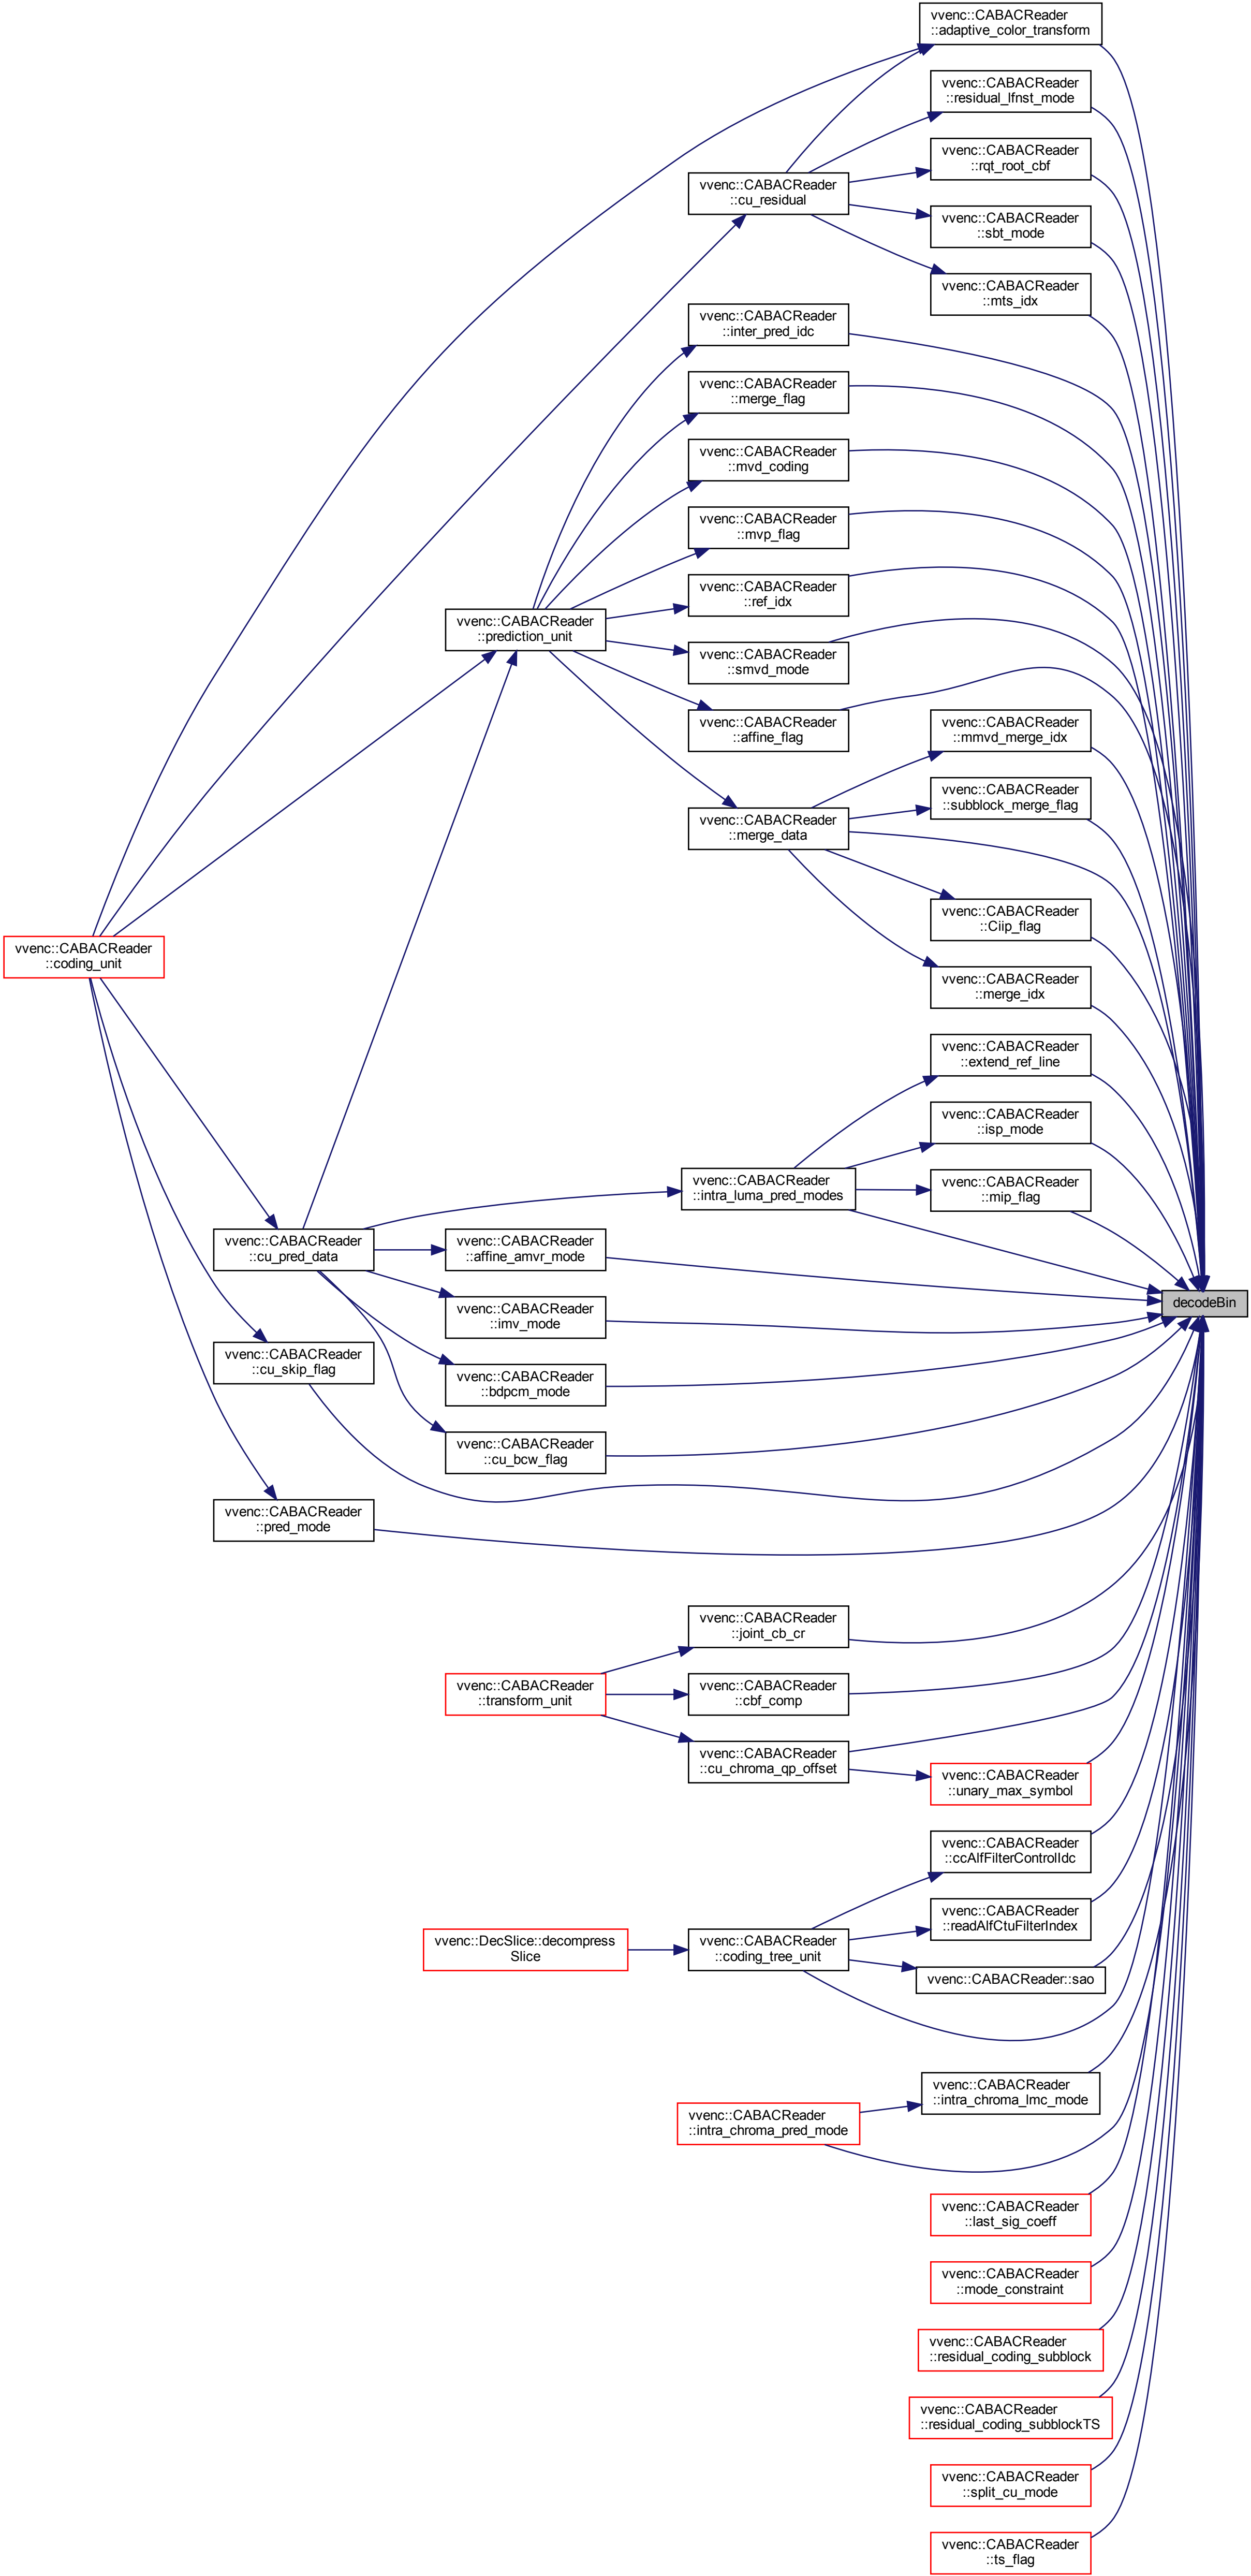 vvenc::CABACReader
::adaptive_color_transform
vvenc::CABACReader
::residual_lfnst_mode
vvenc::CABACReader
::rqt_root_cbf
vvenc::CABACReader
::cu_residual
vvenc::CABACReader
::sbt_mode
vvenc::CABACReader
::mts_idx
vvenc::CABACReader
::inter_pred_idc
vvenc::CABACReader
::merge_flag
vvenc::CABACReader
::mvd_coding
vvenc::CABACReader
::mvp_flag
vvenc::CABACReader
::ref_idx
vvenc::CABACReader
::prediction_unit
vvenc::CABACReader
::smvd_mode
vvenc::CABACReader
::affine_flag
vvenc::CABACReader
::mmvd_merge_idx
vvenc::CABACReader
::subblock_merge_flag
vvenc::CABACReader
::merge_data
vvenc::CABACReader
::Ciip_flag
vvenc::CABACReader
::coding_unit
vvenc::CABACReader
::merge_idx
vvenc::CABACReader
::extend_ref_line
vvenc::CABACReader
::isp_mode
vvenc::CABACReader
::intra_luma_pred_modes
vvenc::CABACReader
::mip_flag
vvenc::CABACReader
::cu_pred_data
vvenc::CABACReader
::affine_amvr_mode
decodeBin
vvenc::CABACReader
::imv_mode
vvenc::CABACReader
::cu_skip_flag
vvenc::CABACReader
::bdpcm_mode
vvenc::CABACReader
::cu_bcw_flag
vvenc::CABACReader
::pred_mode
vvenc::CABACReader
::joint_cb_cr
vvenc::CABACReader
::transform_unit
vvenc::CABACReader
::cbf_comp
vvenc::CABACReader
::cu_chroma_qp_offset
vvenc::CABACReader
::unary_max_symbol
vvenc::CABACReader
::ccAlfFilterControlIdc
vvenc::CABACReader
::readAlfCtuFilterIndex
vvenc::DecSlice::decompress
Slice
vvenc::CABACReader
::coding_tree_unit
vvenc::CABACReader::sao
vvenc::CABACReader
::intra_chroma_lmc_mode
vvenc::CABACReader
::intra_chroma_pred_mode
vvenc::CABACReader
::last_sig_coeff
vvenc::CABACReader
::mode_constraint
vvenc::CABACReader
::residual_coding_subblock
vvenc::CABACReader
::residual_coding_subblockTS
vvenc::CABACReader
::split_cu_mode
vvenc::CABACReader
::ts_flag